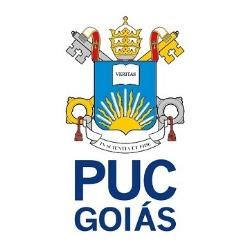 VERITAS
IN SCIENTIA ET FIDE
PUC
GOIÁS